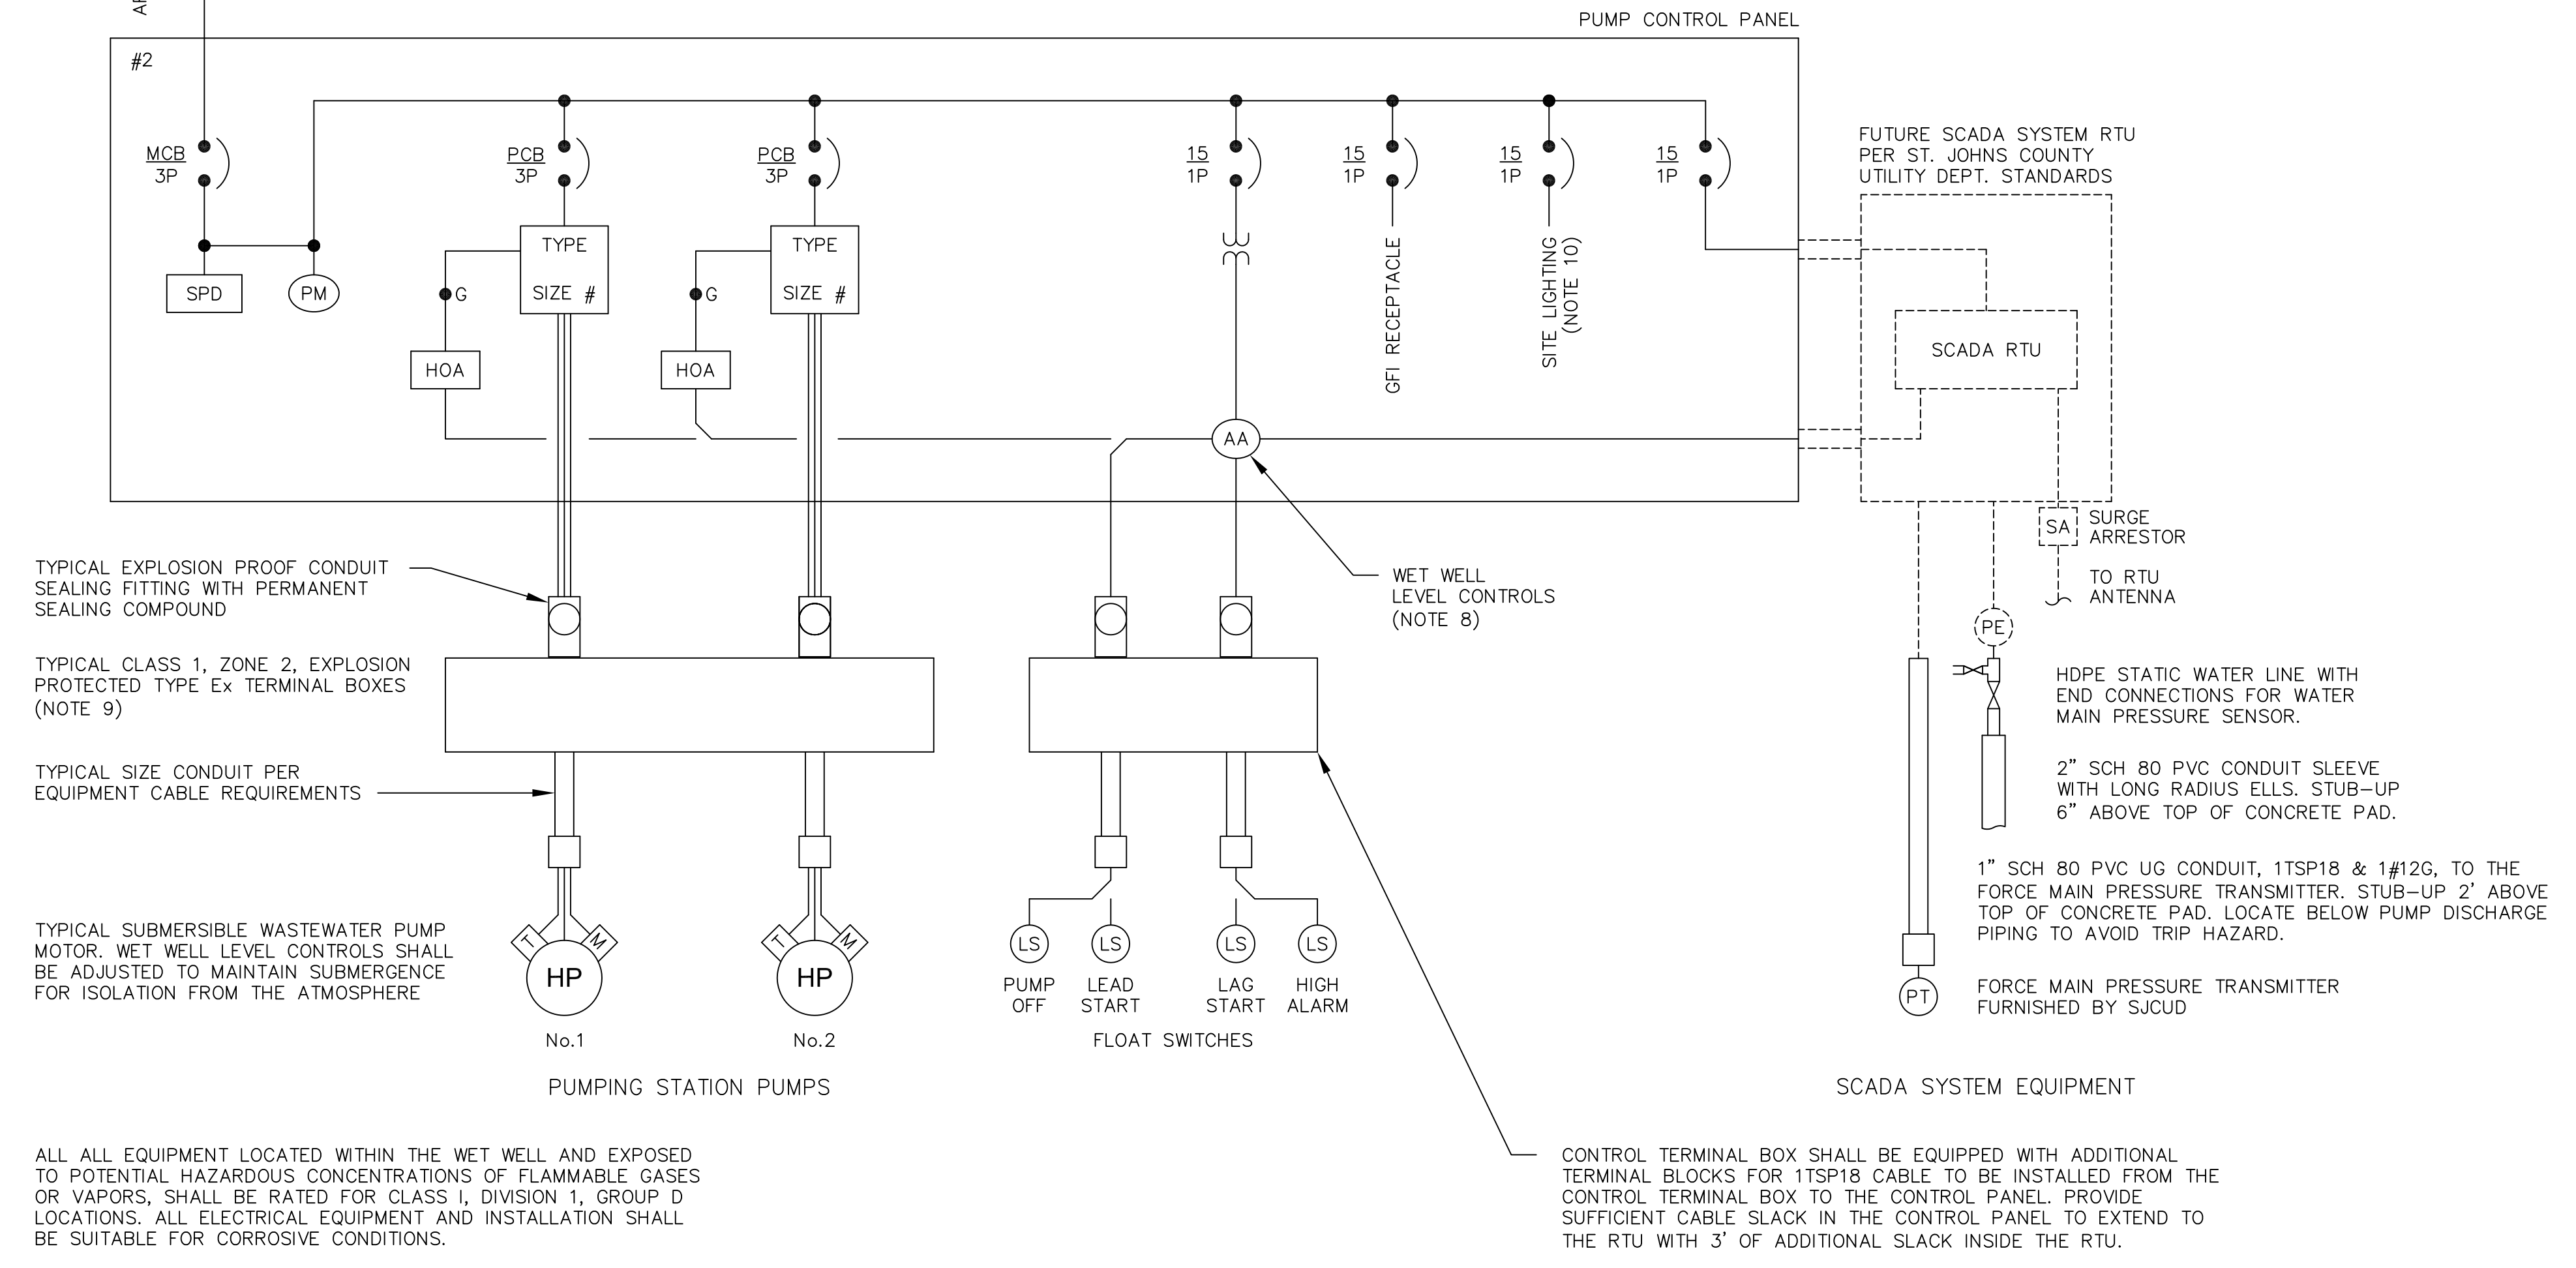 PUMP CONTROL PANEL
#2
MCB
3P
PCB
3P
PCB
3P
15
1P
15
1P
15
1P
15
1P
FUTURE SCADA SYSTEM RTU
PER ST. JOHNS COUNTY
UTILITY DEPT. STANDARDS
TYPE
SIZE #
TYPE
SIZE #
SPD
PM
G
G
HOA
HOA
GFI RECEPTACLE
SITE LIGHTING
(NOTE 10)
SCADA RTU
AA
SA
SURGE
ARRESTOR
TO RTU
ANTENNA
TYPICAL EXPLOSION PROOF CONDUIT
SEALING FITTING WITH PERMANENT
SEALING COMPOUND
WET WELL
LEVEL CONTROLS
(NOTE 8)
PE
TYPICAL CLASS 1, ZONE 2, EXPLOSION
PROTECTED TYPE Ex TERMINAL BOXES
(NOTE 9)
HDPE STATIC WATER LINE WITH
END CONNECTIONS FOR WATER
MAIN PRESSURE SENSOR.
TYPICAL SIZE CONDUIT PER
EQUIPMENT CABLE REQUIREMENTS
2” SCH 80 PVC CONDUIT SLEEVE
WITH LONG RADIUS ELLS. STUB-UP
6” ABOVE TOP OF CONCRETE PAD.
1” SCH 80 PVC UG CONDUIT, 1TSP18 & 1#12G, TO THE
FORCE MAIN PRESSURE TRANSMITTER. STUB-UP 2’ ABOVE
TOP OF CONCRETE PAD. LOCATE BELOW PUMP DISCHARGE
PIPING TO AVOID TRIP HAZARD.
TYPICAL SUBMERSIBLE WASTEWATER PUMP
MOTOR. WET WELL LEVEL CONTROLS SHALL
BE ADJUSTED TO MAINTAIN SUBMERGENCE
FOR ISOLATION FROM THE ATMOSPHERE
T
M
HP
No.1
T
M
HP
No.2
LS
LS
LS
LS
PUMP
OFF
LEAD
START
LAG
START
HIGH
ALARM
FLOAT SWITCHES
PT
FORCE MAIN PRESSURE TRANSMITTER
FURNISHED BY SJCUD
PUMPING STATION PUMPS
SCADA SYSTEM EQUIPMENT
ALL ALL EQUIPMENT LOCATED WITHIN THE WET WELL AND EXPOSED
TO POTENTIAL HAZARDOUS CONCENTRATIONS OF FLAMMABLE GASES
OR VAPORS, SHALL BE RATED FOR CLASS I, DIVISION 1, GROUP D
LOCATIONS. ALL ELECTRICAL EQUIPMENT AND INSTALLATION SHALL
BE SUITABLE FOR CORROSIVE CONDITIONS.
CONTROL TERMINAL BOX SHALL BE EQUIPPED WITH ADDITIONAL
TERMINAL BLOCKS FOR 1TSP18 CABLE TO BE INSTALLED FROM THE
CONTROL TERMINAL BOX TO THE CONTROL PANEL. PROVIDE
SUFFICIENT CABLE SLACK IN THE CONTROL PANEL TO EXTEND TO
THE RTU WITH 3’ OF ADDITIONAL SLACK INSIDE THE RTU.